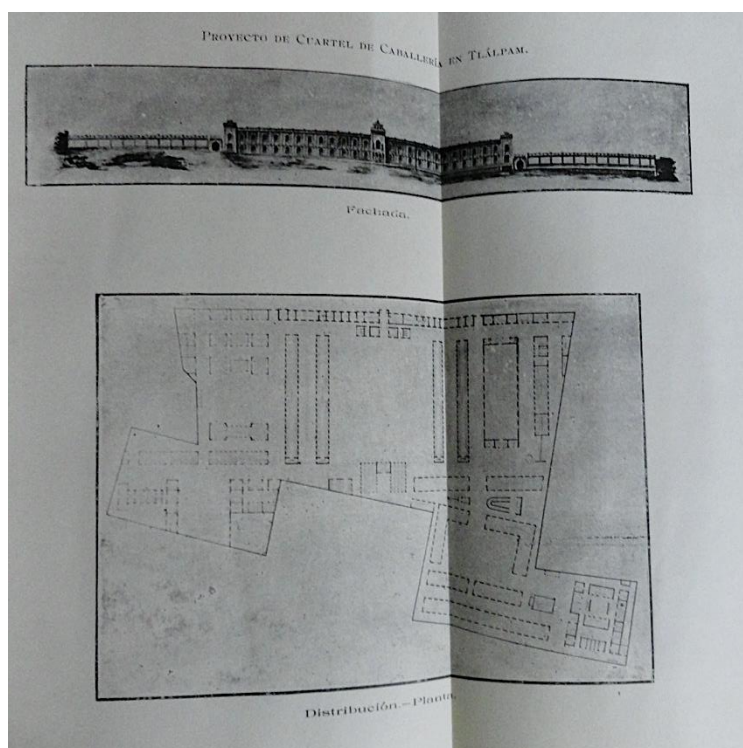 PROYECTO DE CUARTEL DE CABALLERÍA EN TLÁLPAM.
Fachada.
Distribución.—Planta.